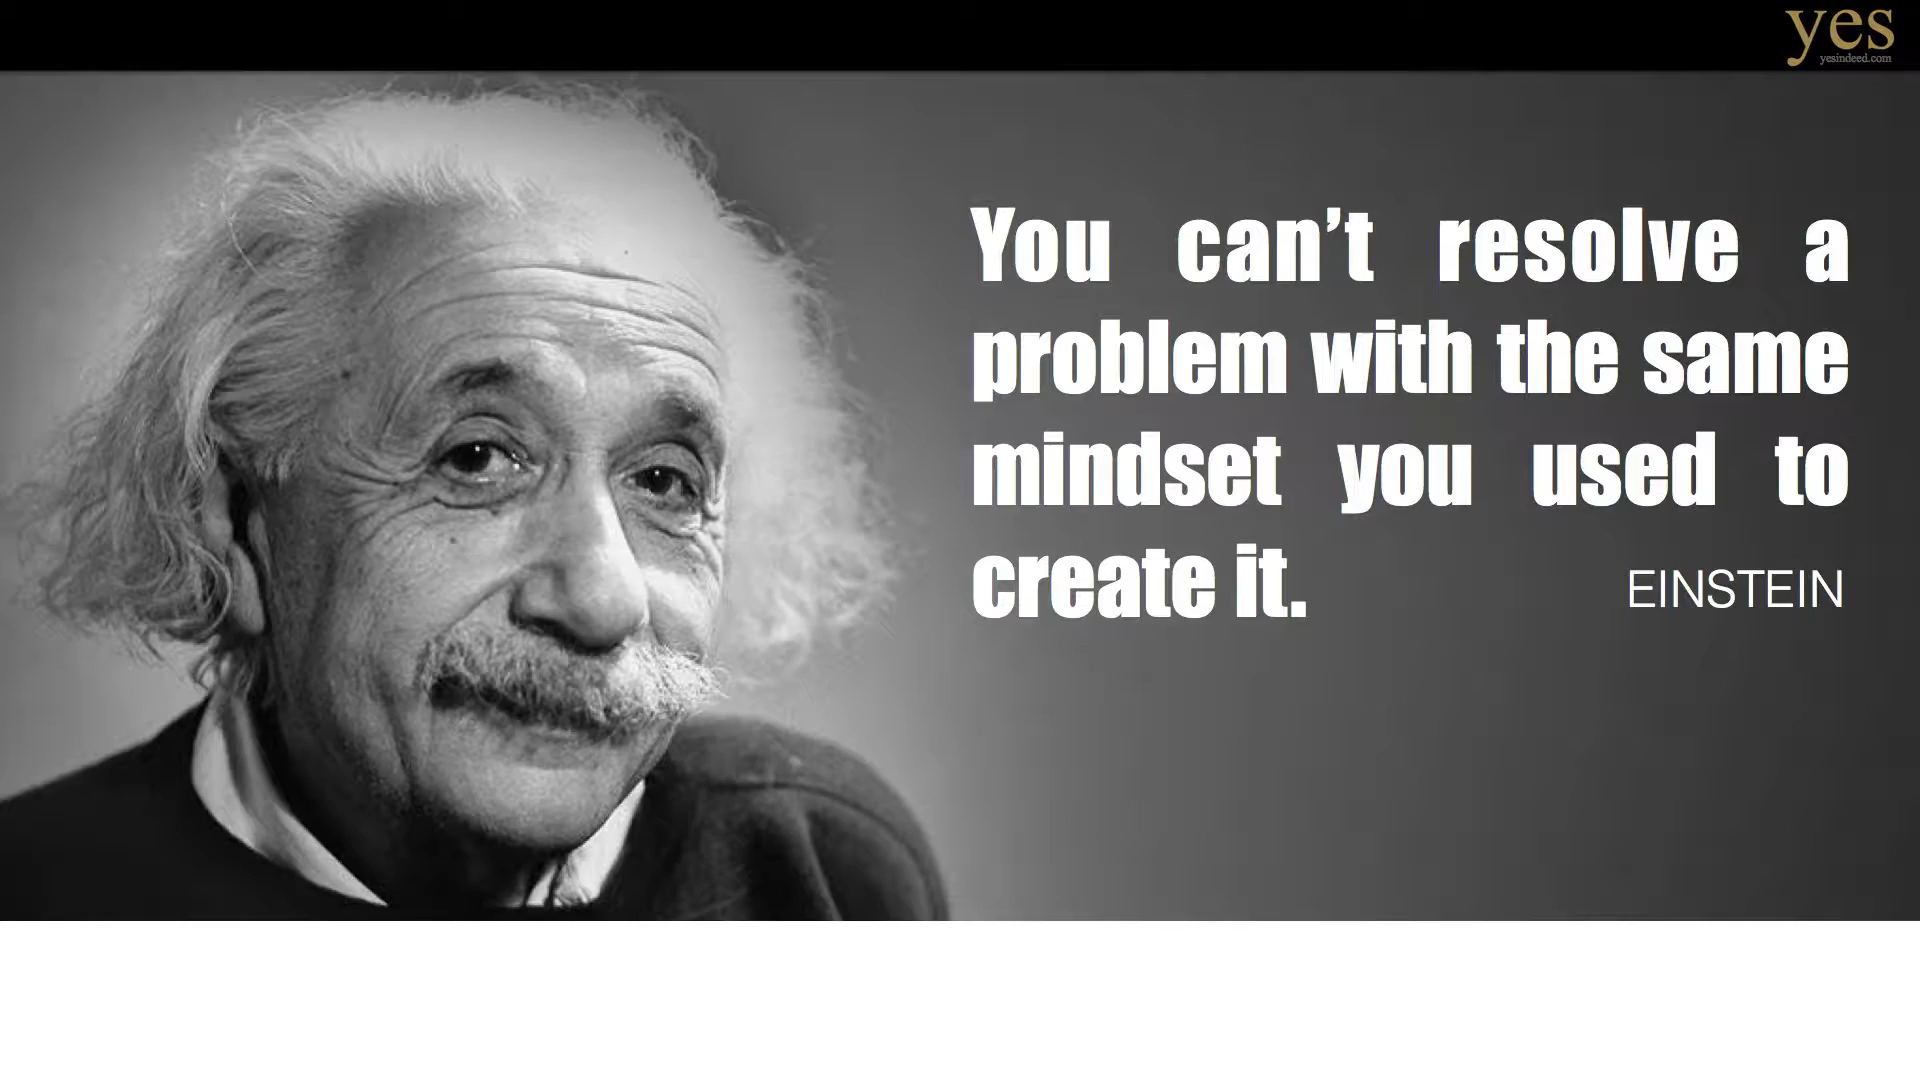 yes
yesindeed.com
You can’t resolve a
problem with the same
mindset you used to
create it.
EINSTEIN